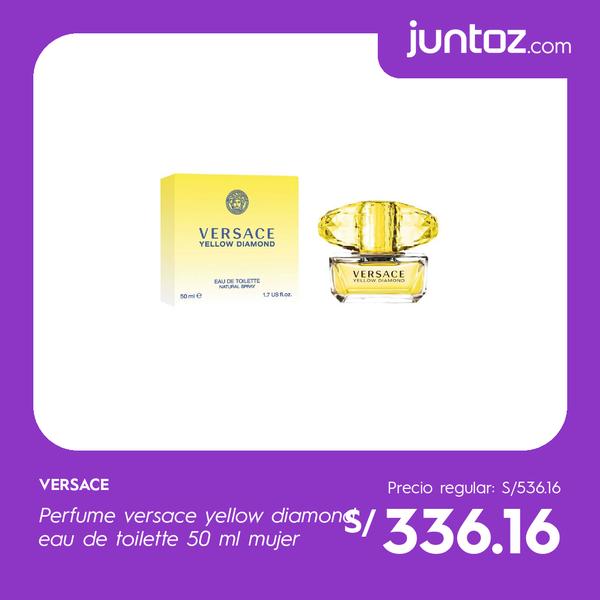 juntoz.com
VERSACE
YELLOW DIAMOND
EAU DE TOILETTE
NATURAL SPRAY
50 ml ℮ 1.7 US fl.oz.
VERSACE
YELLOW DIAMOND
VERSACE
Perfume versace yellow diamond
eau de toilette 50 ml mujer
Precio regular: S/536.16
S/ 336.16